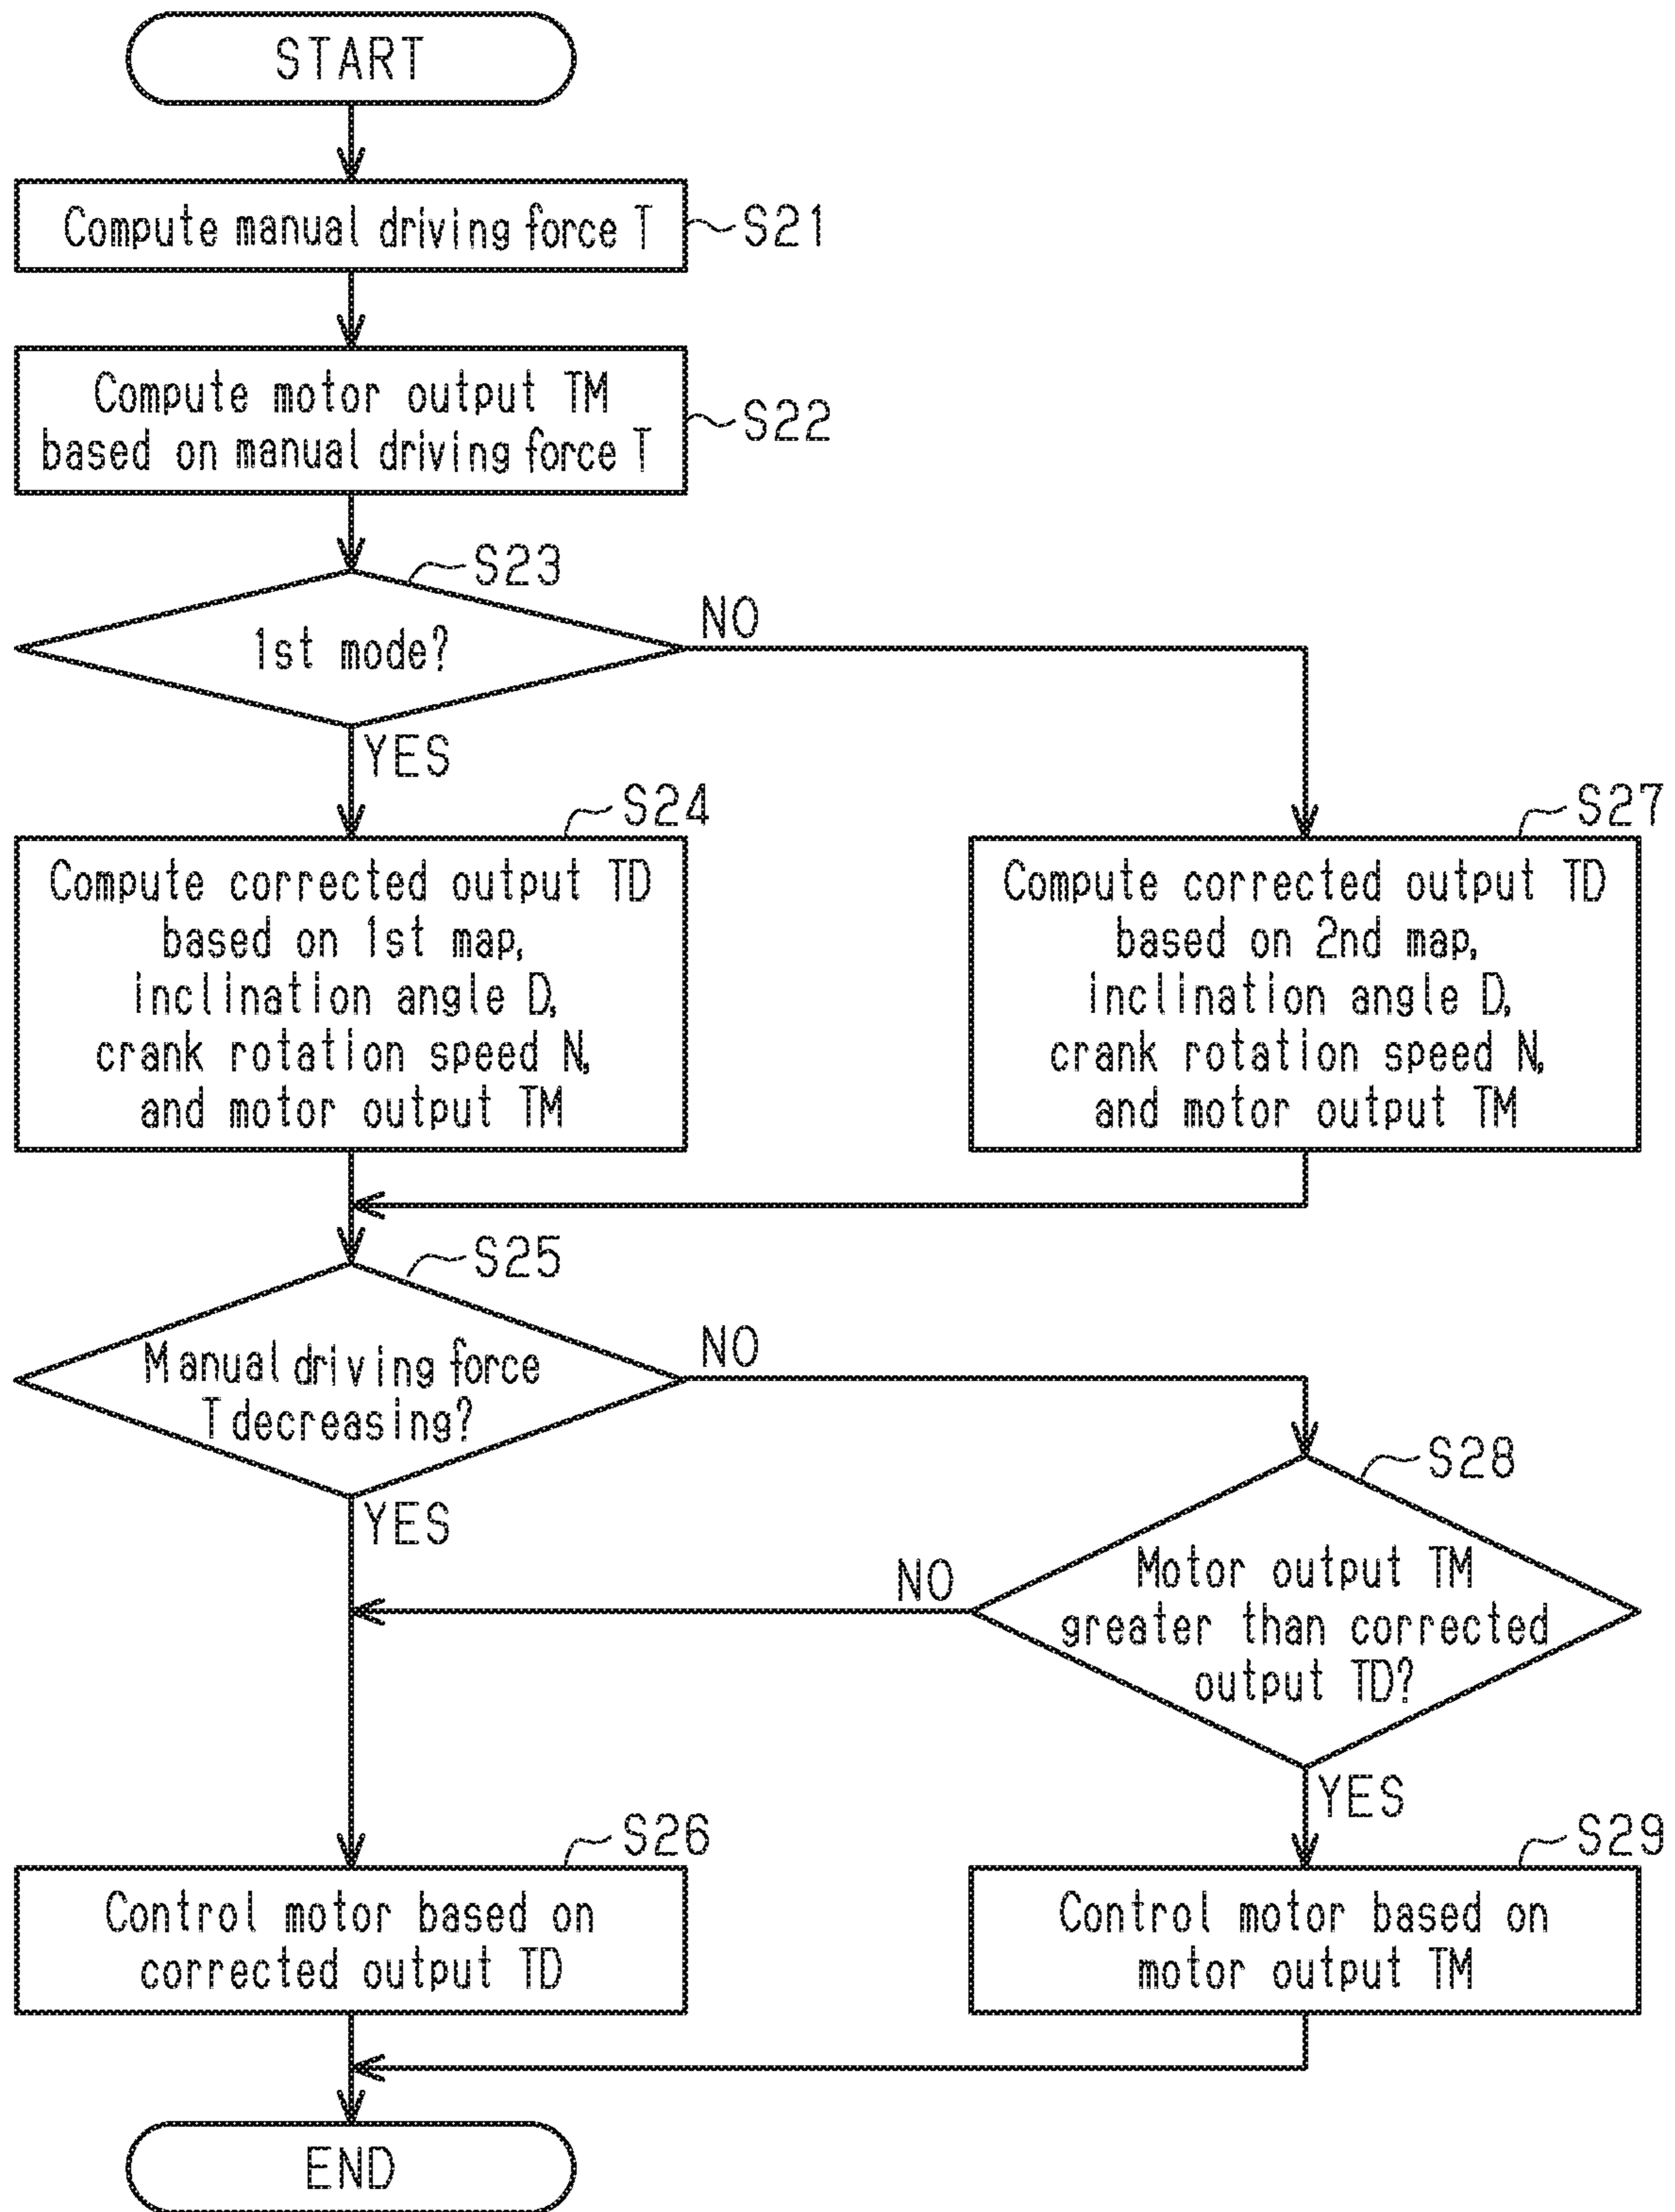 START
Compute manual driving force T
S21
Compute motor output TM
based on manual driving force T
S22
S23
1st mode?
NO
YES
S24
Compute corrected output TD
based on 1st map,
inclination angle D,
crank rotation speed N,
and motor output TM
S27
Compute corrected output TD
based on 2nd map,
inclination angle D,
crank rotation speed N,
and motor output TM
S25
Manual driving force
T decreasing?
NO
YES
S28
Motor output TM
greater than corrected
output TD?
NO
YES
S26
Control motor based on
corrected output TD
S29
Control motor based on
motor output TM
END